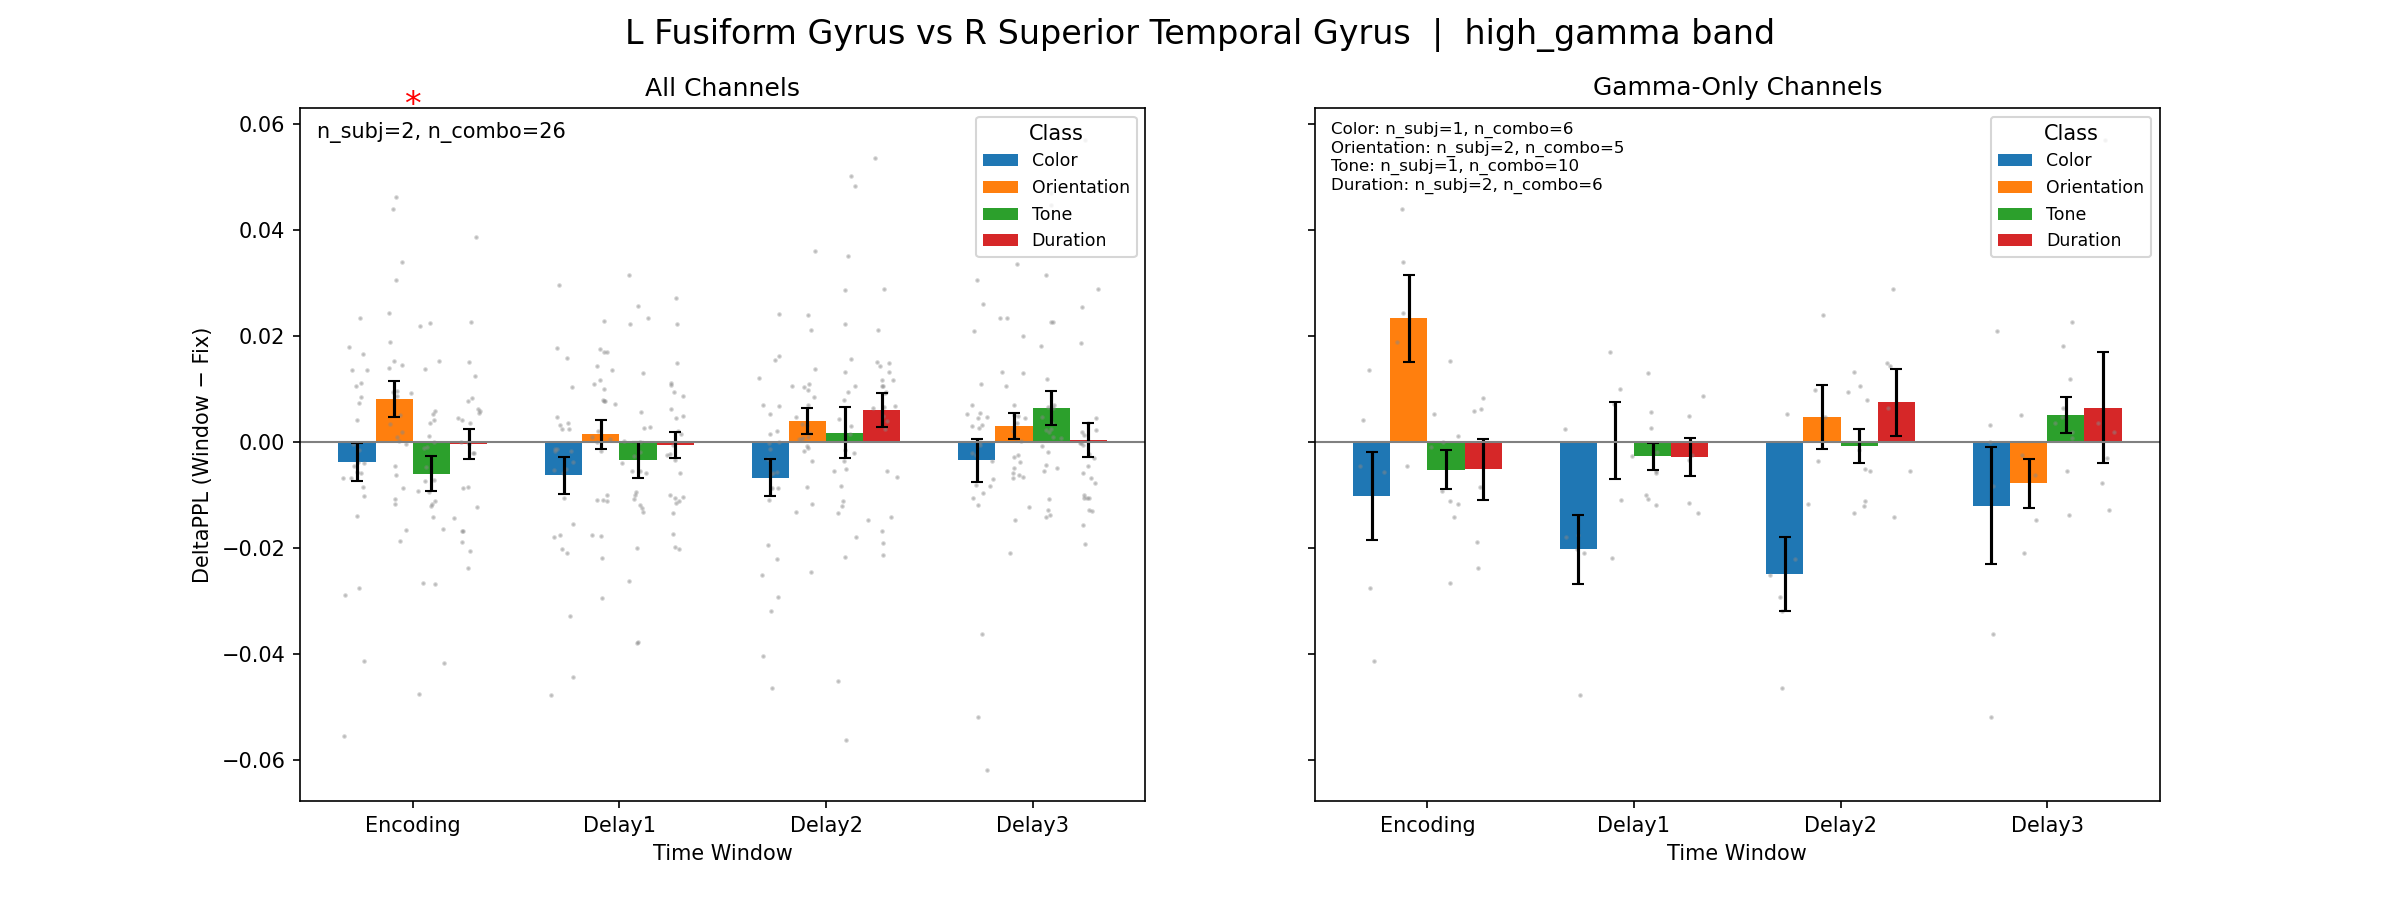 L Fusiform Gyrus vs R Superior Temporal Gyrus | high_gamma band
All Channels
*
n_subj=2, n_combo=26
Class
Color
Orientation
Tone
Duration
0.06
0.04
0.02
0.00
−0.02
−0.04
−0.06
DeltaPPL (Window − Fix)
Encoding
Delay1
Delay2
Delay3
Time Window
Gamma-Only Channels
Color: n_subj=1, n_combo=6
Orientation: n_subj=2, n_combo=5
Tone: n_subj=1, n_combo=10
Duration: n_subj=2, n_combo=6
Class
Color
Orientation
Tone
Duration
Encoding
Delay1
Delay2
Delay3
Time Window